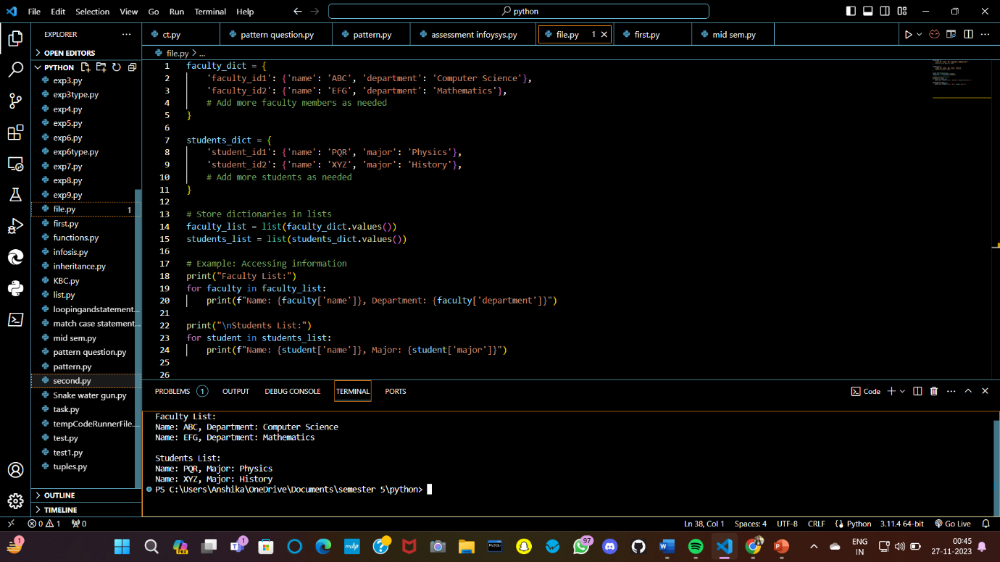 File Edit Selection View Go Run Terminal Help
python
EXPLORER
ct.py pattern question.py pattern.py assessment infoysys.py file.py 1 first.py mid sem.py
OPEN EDITORS
file.py > ...
PYTHON
exp3.py
exp3type.py
exp4.py
exp5.py
exp6.py
exp6type.py
exp7.py
exp8.py
exp9.py
file.py 1
first.py
functions.py
infosis.py
inheritance.py
KBC.py
list.py
loopingandstatement...
match case statement...
mid sem.py
pattern question.py
pattern.py
second.py
Snake water gun.py
task.py
tempCodeRunnerFile....
test.py
test1.py
tuples.py
OUTLINE
TIMELINE
1 faculty_dict = {
2     'faculty_id1': {'name': 'ABC', 'department': 'Computer Science'},
3     'faculty_id2': {'name': 'EFG', 'department': 'Mathematics'},
4     # Add more faculty members as needed
5 }
6
7 students_dict = {
8     'student_id1': {'name': 'PQR', 'major': 'Physics'},
9     'student_id2': {'name': 'XYZ', 'major': 'History'},
10     # Add more students as needed
11 }
12
13 # Store dictionaries in lists
14 faculty_list = list(faculty_dict.values())
15 students_list = list(students_dict.values())
16
17 # Example: Accessing information
18 print("Faculty List:")
19 for faculty in faculty_list:
20     print(f"Name: {faculty['name']}, Department: {faculty['department']}")
21
22 print("\nStudents List:")
23 for student in students_list:
24     print(f"Name: {student['name']}, Major: {student['major']}")
25
26
PROBLEMS 1 OUTPUT DEBUG CONSOLE TERMINAL PORTS
Code
Faculty List:
Name: ABC, Department: Computer Science
Name: EFG, Department: Mathematics
Students List:
Name: PQR, Major: Physics
Name: XYZ, Major: History
PS C:\Users\Anshika\OneDrive\Documents\semester 5\python>
0 1 0
Ln 38, Col 1 Spaces: 4 UTF-8 CRLF Python 3.11.4 64-bit Go Live
1 PRE 1 myhp MySQL 97
ENG
IN
00:45
27-11-2023